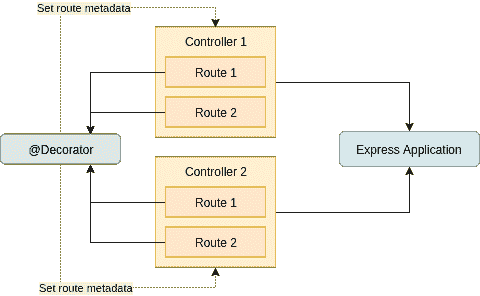 Set route metadata
Controller 1
Route 1
Route 2
@Decorator
Express Application
Controller 2
Route 1
Route 2
Set route metadata